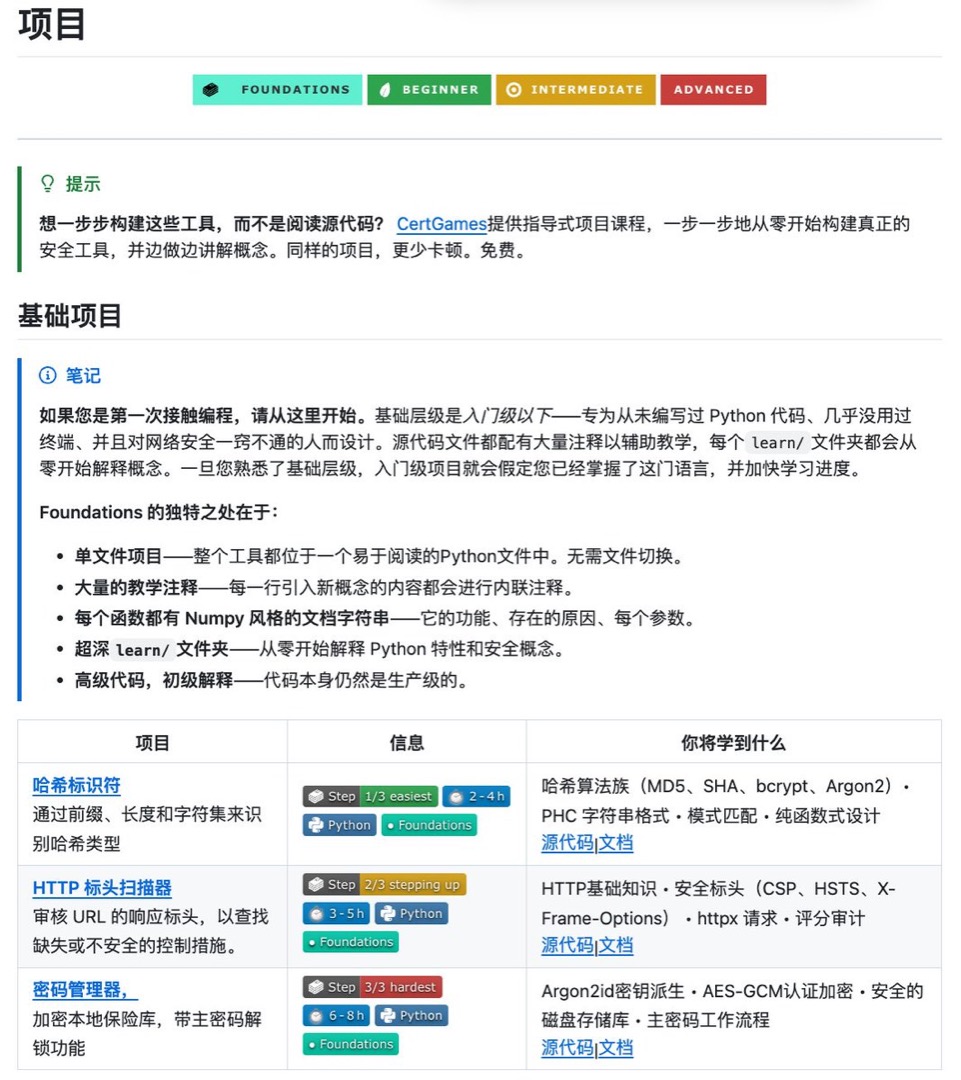 项目
FOUNDATIONS BEGINNER INTERMEDIATE ADVANCED
提示
想一步步构建这些工具，而不是阅读源代码？ CertGames提供指导式项目课程，一步一步地从零开始构建真正的
安全工具，并边做边讲解概念。同样的项目，更少卡顿。免费。
基础项目
笔记
如果您是第一次接触编程，请从这里开始。基础层级是入门级以下——专为从未编写过 Python 代码、几乎没用过
终端、并且对网络安全一窍不通的人而设计。源代码文件都配有大量注释以辅助教学，每个 learn/ 文件夹都会从
零开始解释概念。一旦您熟悉了基础层级，入门级项目就会假定您已经掌握了这门语言，并加快学习进度。
Foundations 的独特之处在于：
• 单文件项目——整个工具都位于一个易于阅读的Python文件中。无需文件切换。
• 大量的教学注释——每一行引入新概念的内容都会进行内联注释。
• 每个函数都有 Numpy 风格的文档字符串——它的功能、存在的原因、每个参数。
• 超深 learn/ 文件夹——从零开始解释 Python 特性和安全概念。
• 高级代码，初级解释——代码本身仍然是生产级的。
项目 信息 你将学到什么
哈希标识符
通过前缀、长度和字符集来识
别哈希类型
Step 1/3 easiest 2-4 h
Python • Foundations
哈希算法族（MD5、SHA、bcrypt、Argon2）•
PHC 字符串格式 • 模式匹配 • 纯函数式设计
源代码|文档
HTTP 标头扫描器
审核 URL 的响应标头，以查找
缺失或不安全的控制措施。
Step 2/3 stepping up
3-5 h Python
• Foundations
HTTP基础知识 • 安全标头（CSP、HSTS、X-
Frame-Options） • httpx 请求 • 评分审计
源代码|文档
密码管理器，
加密本地保险库，带主密码解
锁功能
Step 3/3 hardest
6-8 h Python
• Foundations
Argon2id密钥派生 • AES-GCM认证加密 • 安全的
磁盘存储库 • 主密码工作流程
源代码|文档